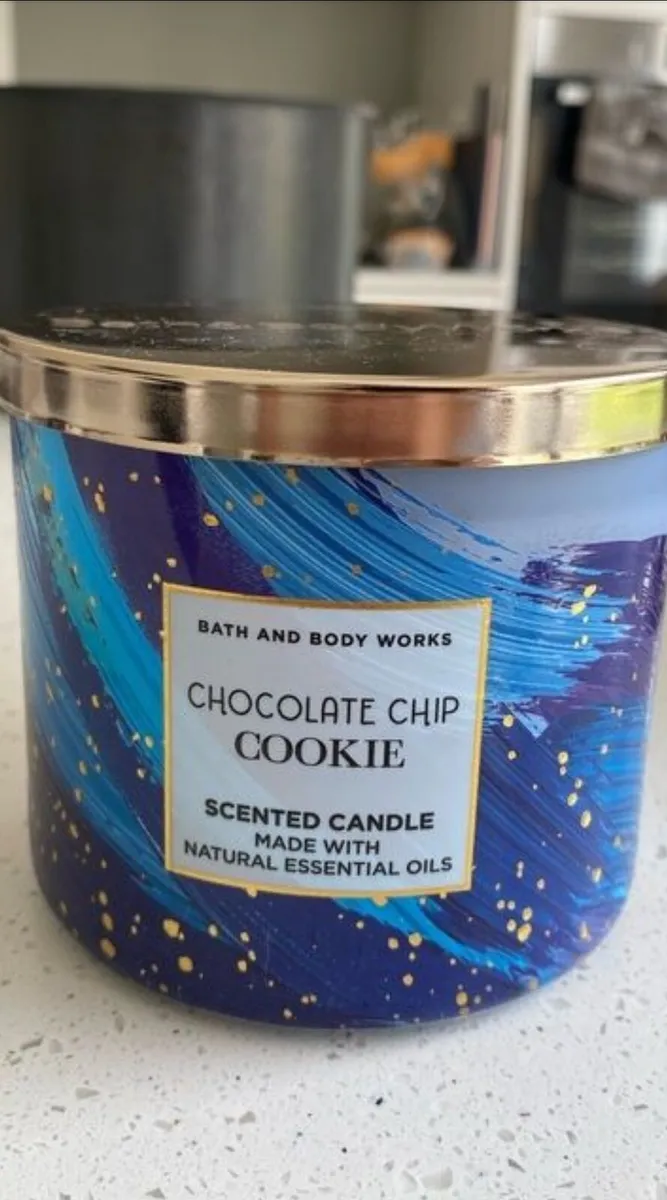 BATH AND BODY WORKS
CHOCOLATE CHIP
COOKIE
SCENTED CANDLE
MADE WITH
NATURAL ESSENTIAL OILS